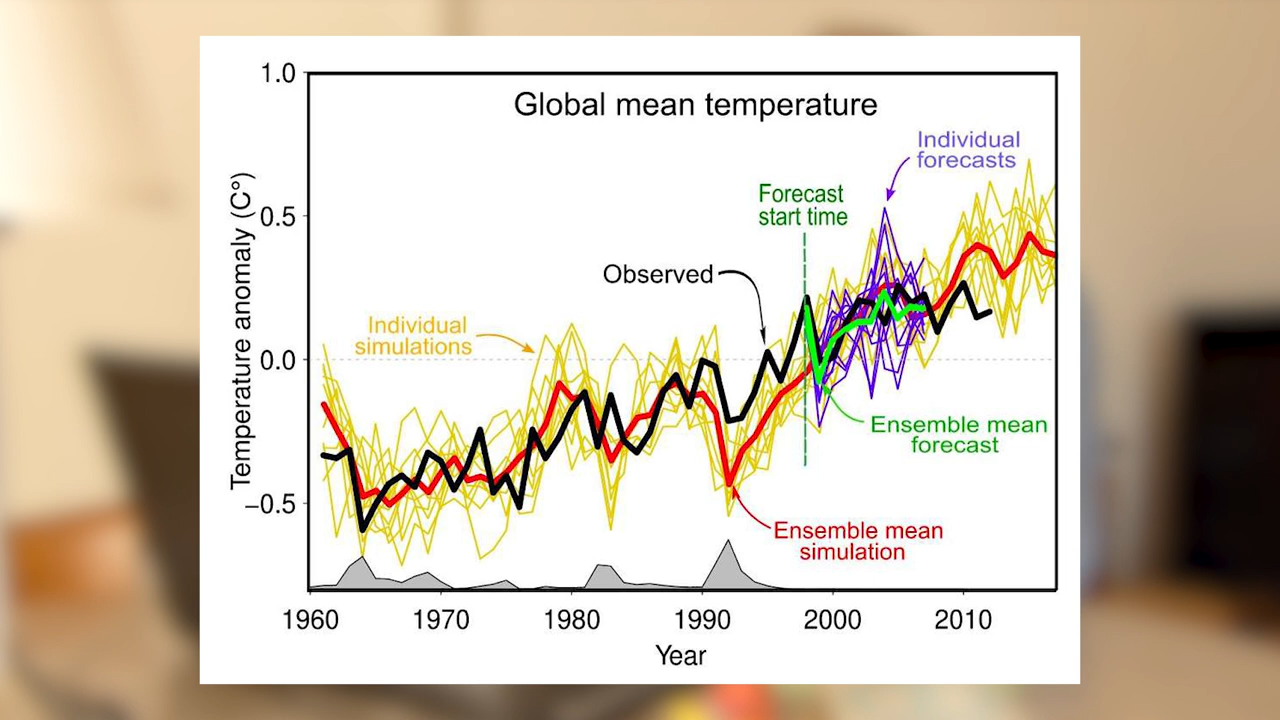 Global mean temperature
1.0
0.5
0.0
−0.5
Temperature anomaly (C°)
Individual
forecasts
Forecast
start time
Observed
Individual
simulations
Ensemble mean
forecast
Ensemble mean
simulation
1960 1970 1980 1990 2000 2010
Year